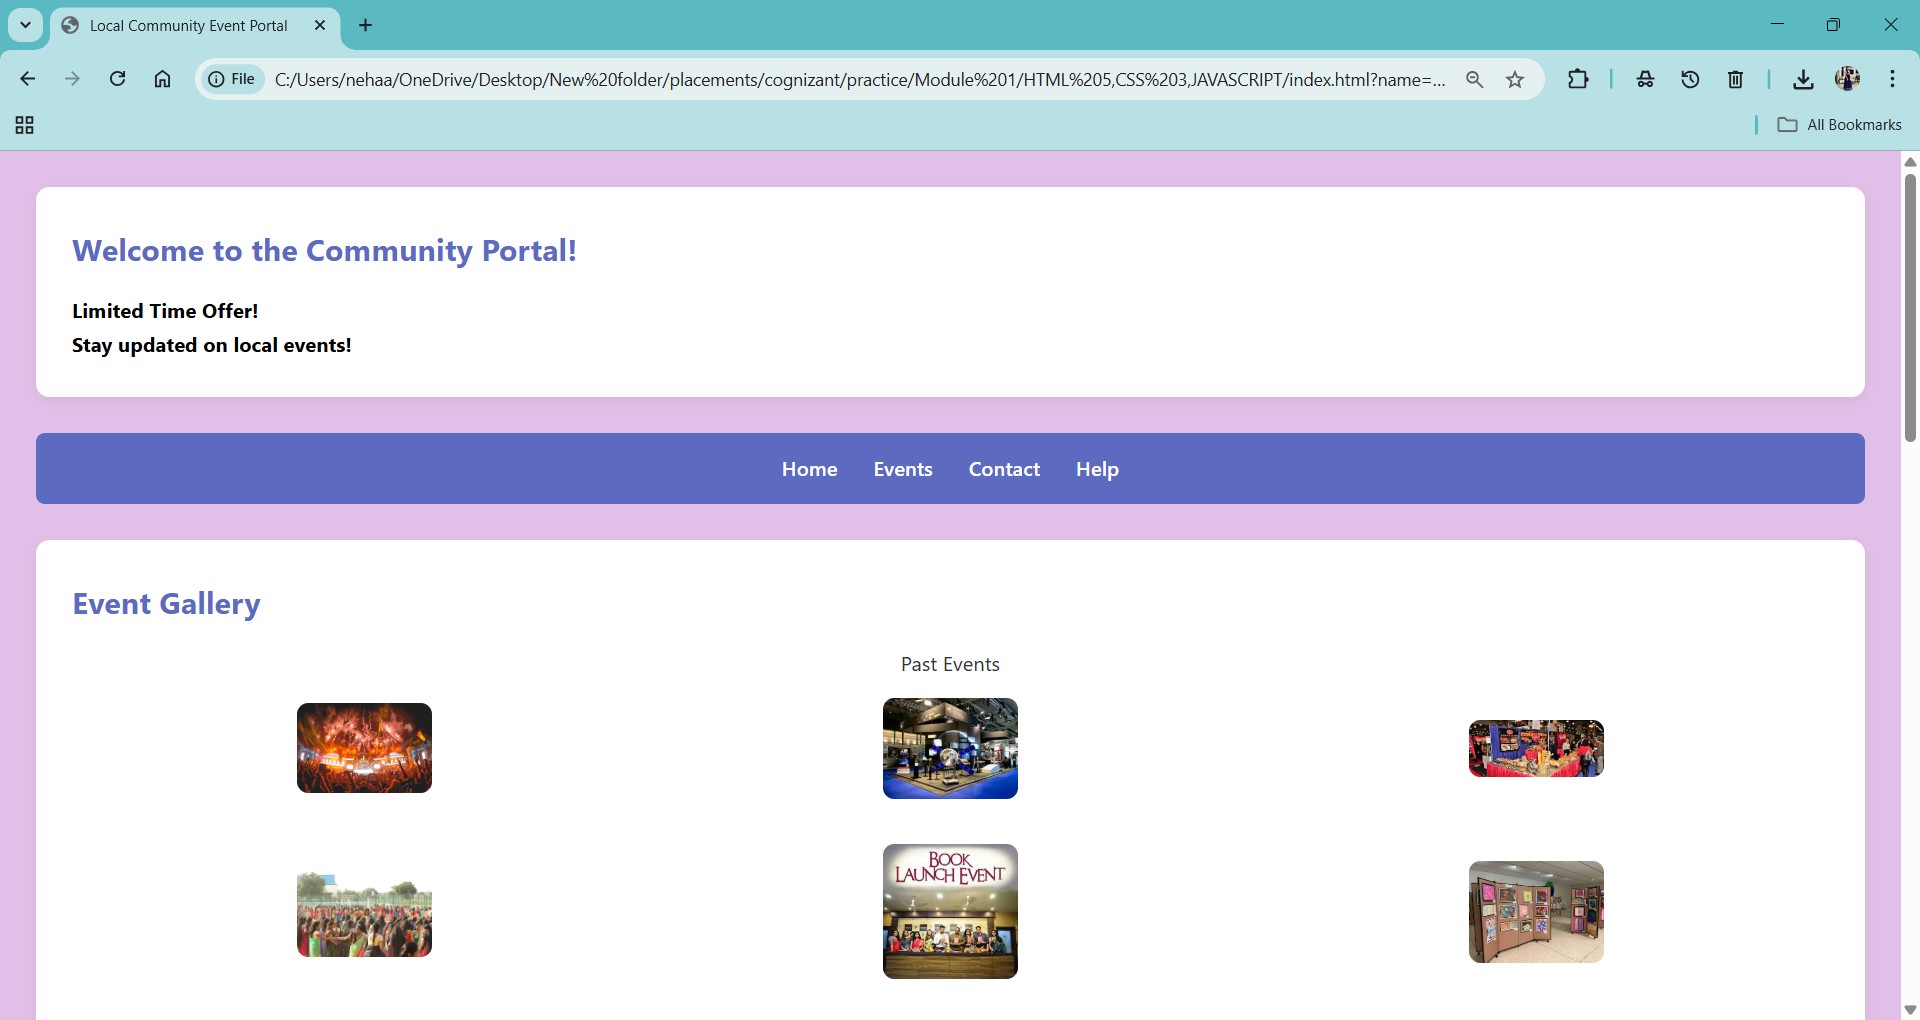 Local Community Event Portal
File
C:/Users/nehaa/OneDrive/Desktop/New%20folder/placements/cognizant/practice/Module%201/HTML%205,CSS%203,JAVASCRIPT/index.html?name=...
All Bookmarks
Welcome to the Community Portal!
Limited Time Offer!
Stay updated on local events!
Home Events Contact Help
Event Gallery
Past Events
BOOK
LAUNCH EVENT